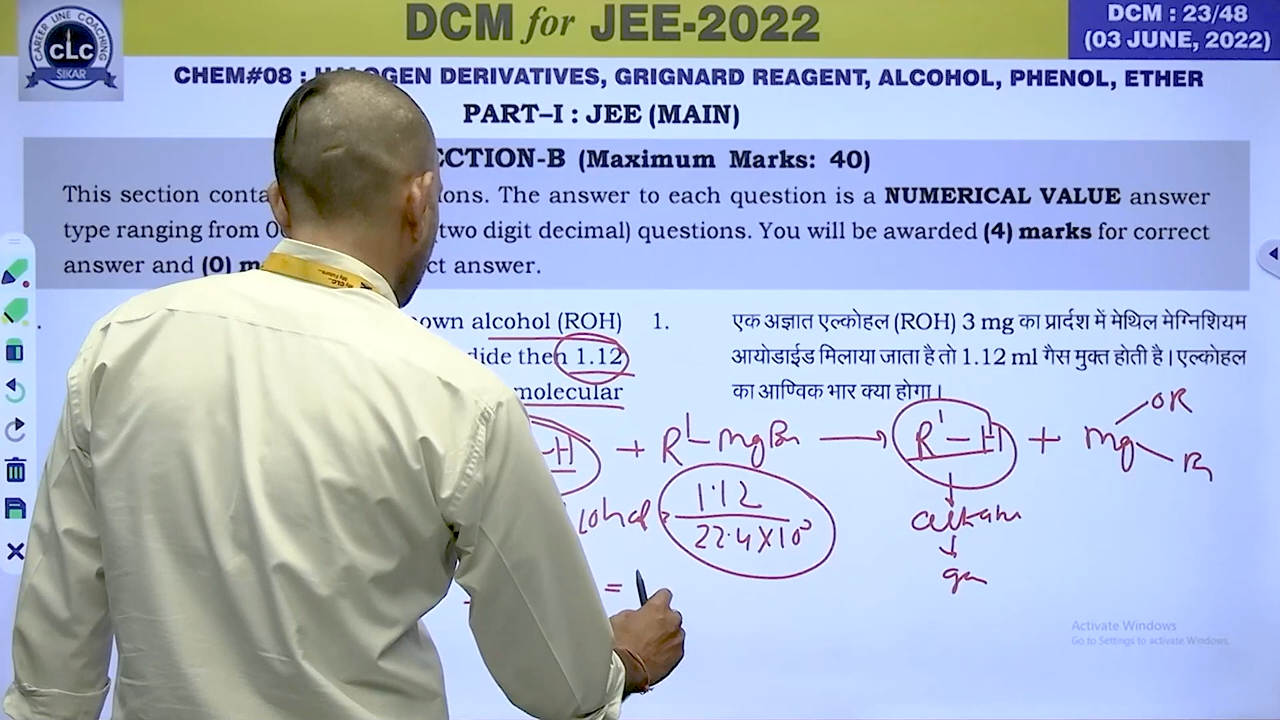 DCM for JEE-2022
DCM : 23/48
(03 JUNE, 2022)
CAREER LINE COACHING
CLC
SIKAR
CHEM#08 : HALOGEN DERIVATIVES, GRIGNARD REAGENT, ALCOHOL, PHENOL, ETHER
PART–I : JEE (MAIN)
ECTION-B (Maximum Marks: 40)
This section conta ons. The answer to each question is a NUMERICAL VALUE answer
type ranging from 0 (two digit decimal) questions. You will be awarded (4) marks for correct
answer and (0) m ct answer.
own alcohol (ROH)
dide then 1.12
molecular
1. एक अज्ञात एल्कोहल (ROH) 3 mg का प्रार्दश में मेथिल मेग्निशियम
आयोडाईड मिलाया जाता है तो 1.12 ml गैस मुक्त होती है। एल्कोहल
का आण्विक भार क्या होगा।
-H + R'-MgBr → R'-H + Mg
OR
Br
1.12
22.4×10³
alkane
↓
gas
=
Activate Windows
Go to Settings to activate Windows.